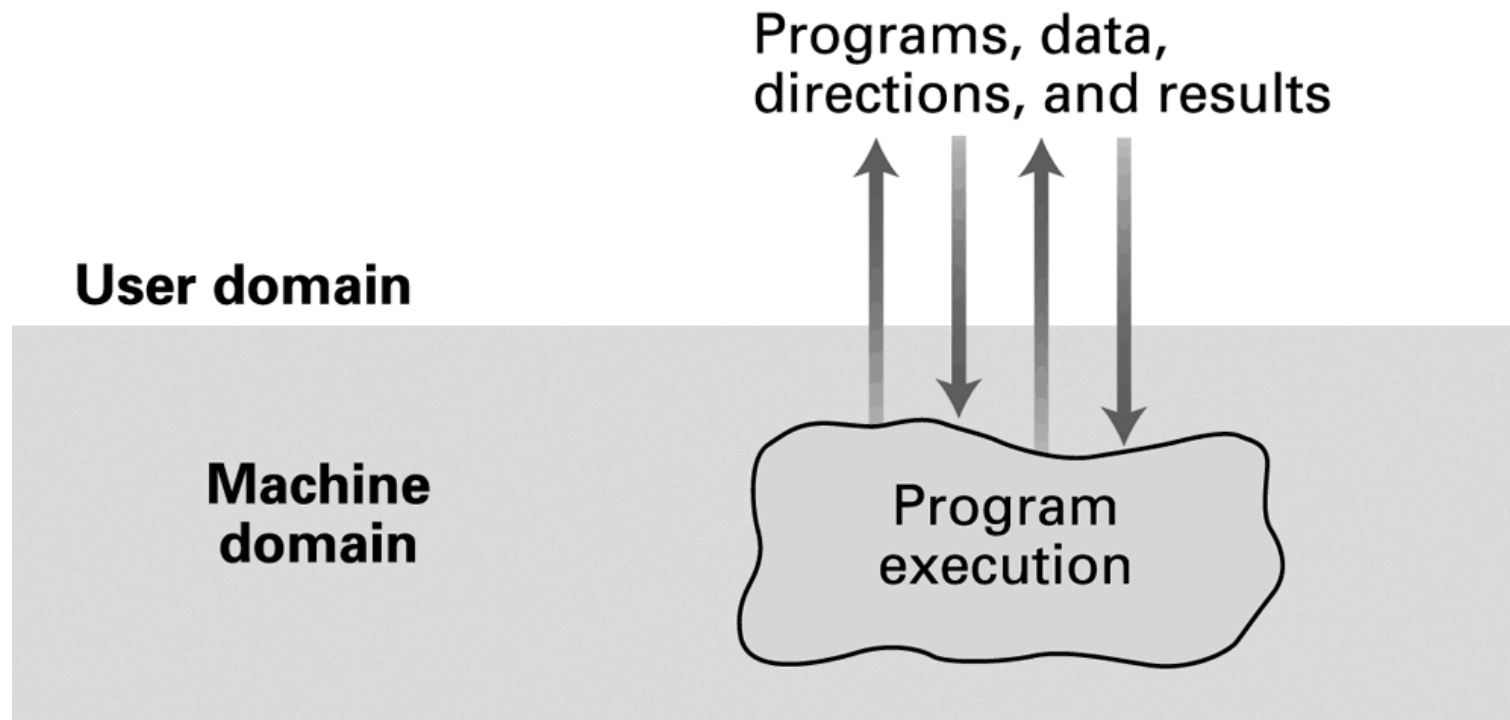 Programs, data,
directions, and results
User domain
Machine
domain
Program
execution